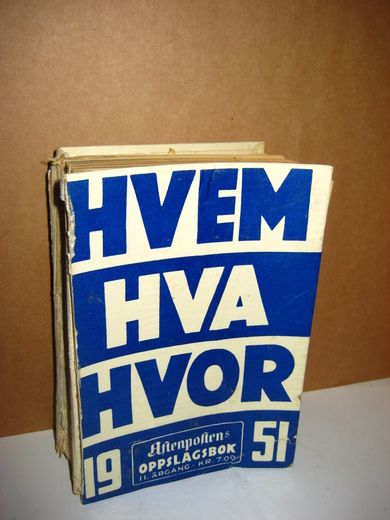 HVEM
HVA
HVOR
19 Aftenpostens 51
OPPSLAGSBOK
11. ÅRGANG - KR. 7.00